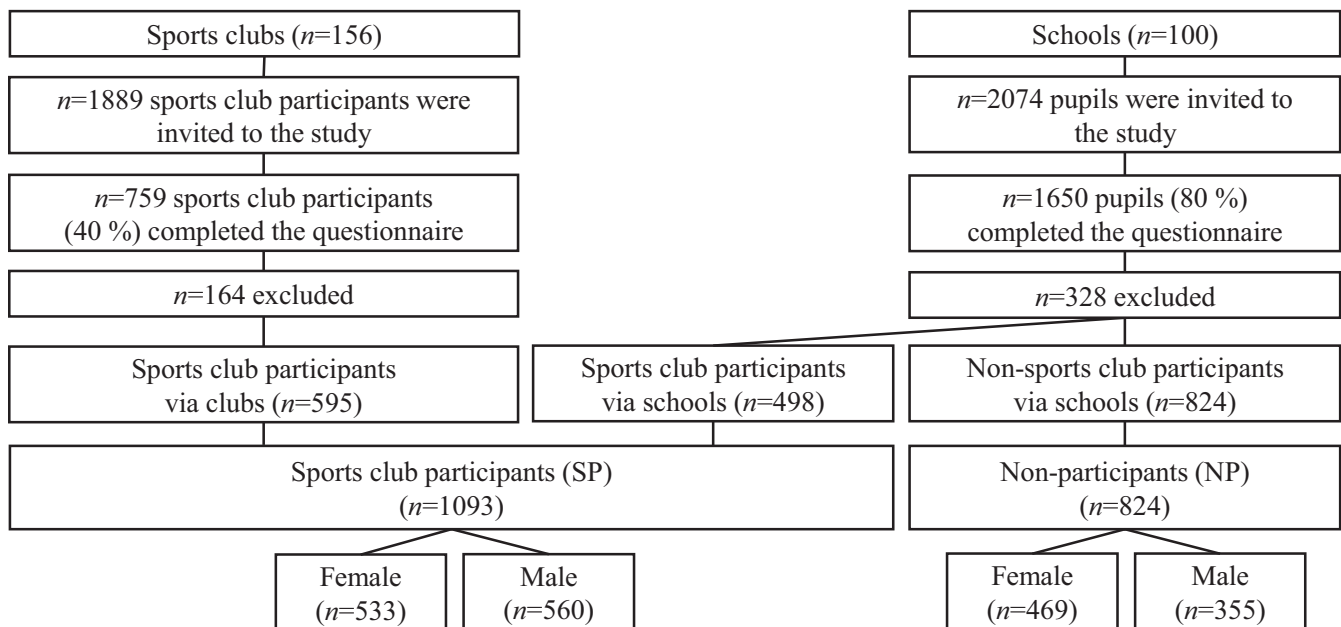 Sports clubs (n=156)
Schools (n=100)
n=1889 sports club participants were
invited to the study
n=2074 pupils were invited to
the study
n=759 sports club participants
(40 %) completed the questionnaire
n=1650 pupils (80 %)
completed the questionnaire
n=164 excluded
n=328 excluded
Sports club participants
via clubs (n=595)
Sports club participants
via schools (n=498)
Non-sports club participants
via schools (n=824)
Sports club participants (SP)
(n=1093)
Non-participants (NP)
(n=824)
Female
(n=533)
Male
(n=560)
Female
(n=469)
Male
(n=355)